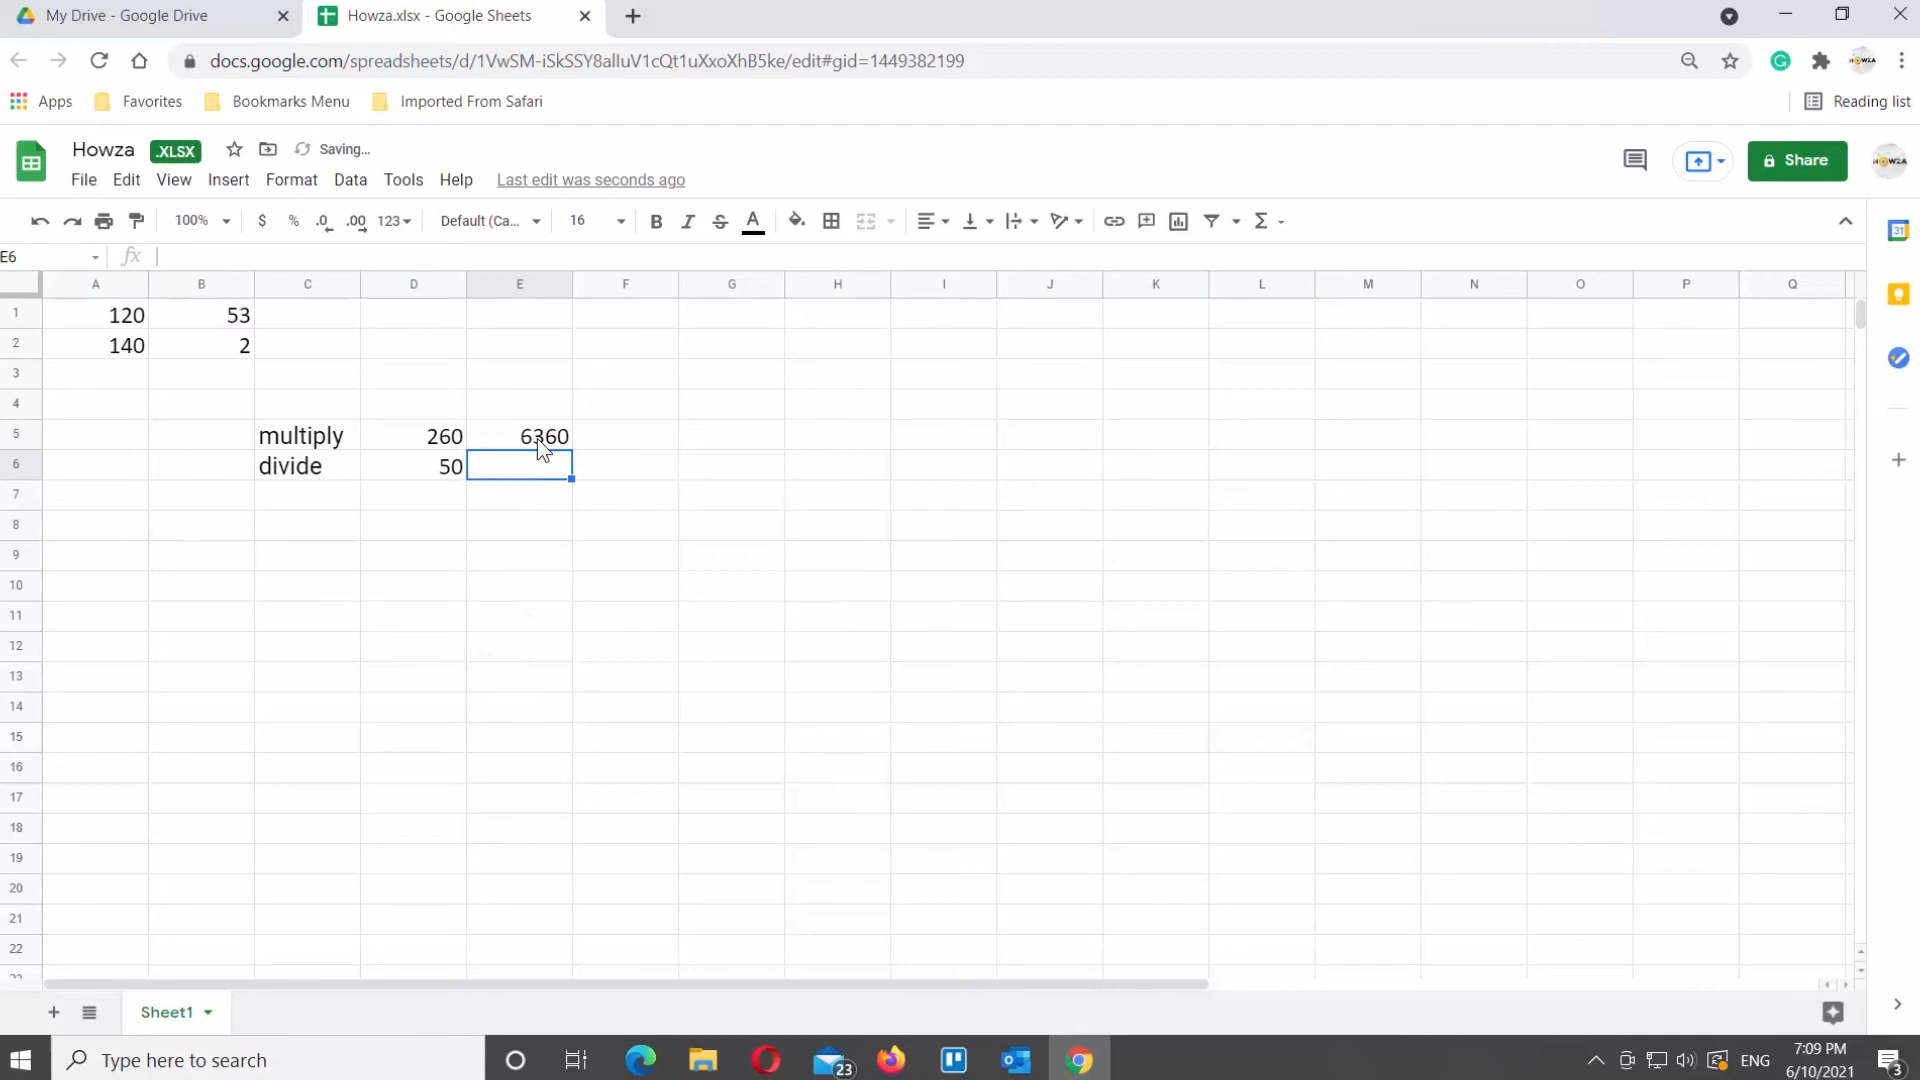 My Drive - Google Drive
Howza.xlsx - Google Sheets
docs.google.com/spreadsheets/d/1VwSM-iSkSSY8alIuV1cQt1uXxoXhB5ke/edit#gid=1449382199
Apps Favorites Bookmarks Menu Imported From Safari Reading list
Howza .XLSX Saving...
Share
File Edit View Insert Format Data Tools Help Last edit was seconds ago
100% $ % .0 .00 123 Default (Ca... 16 B I S A Σ
E6 fx
A B C D E F G H I J K L M N O P Q
1 120 53
2 140 2
3
4
5 multiply 260 6360
6 divide 50
7
8
9
10
11
12
13
14
15
16
17
18
19
20
21
22
Sheet1
Type here to search
23
ENG
7:09 PM
6/10/2021
3